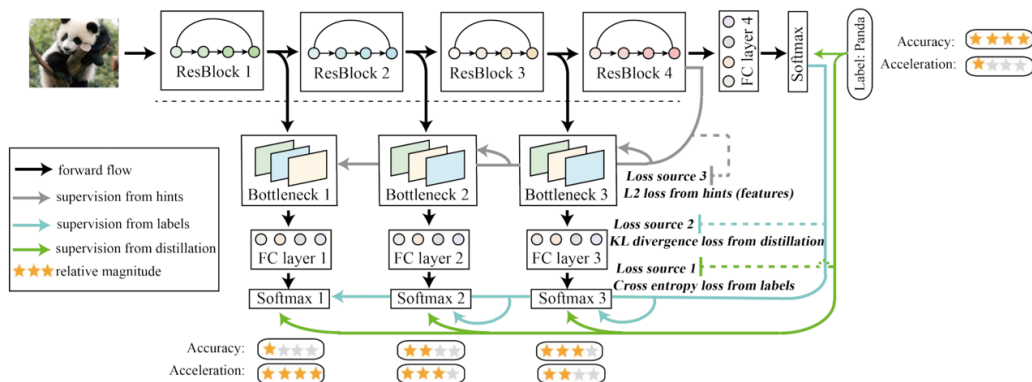 ResBlock 1
ResBlock 2
ResBlock 3
ResBlock 4
FC layer 4
Softmax
Label: Panda
Accuracy:
Acceleration:
Bottleneck 1
Bottleneck 2
Bottleneck 3
Loss source 3
L2 loss from hints (features)
forward flow
supervision from hints
supervision from labels
supervision from distillation
relative magnitude
Loss source 2
KL divergence loss from distillation
FC layer 1
FC layer 2
FC layer 3
Loss source 1
Cross entropy loss from labels
Softmax 1
Softmax 2
Softmax 3
Accuracy:
Acceleration: